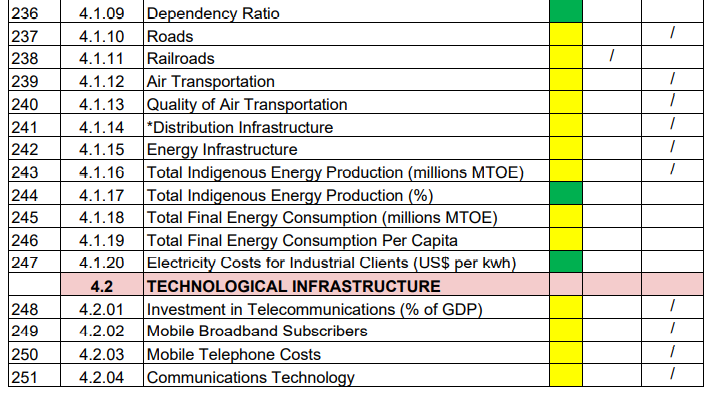 236 4.1.09 Dependency Ratio
237 4.1.10 Roads /
238 4.1.11 Railroads /
239 4.1.12 Air Transportation /
240 4.1.13 Quality of Air Transportation /
241 4.1.14 *Distribution Infrastructure /
242 4.1.15 Energy Infrastructure /
243 4.1.16 Total Indigenous Energy Production (millions MTOE) /
244 4.1.17 Total Indigenous Energy Production (%)
245 4.1.18 Total Final Energy Consumption (millions MTOE)
246 4.1.19 Total Final Energy Consumption Per Capita
247 4.1.20 Electricity Costs for Industrial Clients (US$ per kwh)
4.2 TECHNOLOGICAL INFRASTRUCTURE
248 4.2.01 Investment in Telecommunications (% of GDP) /
249 4.2.02 Mobile Broadband Subscribers /
250 4.2.03 Mobile Telephone Costs /
251 4.2.04 Communications Technology /